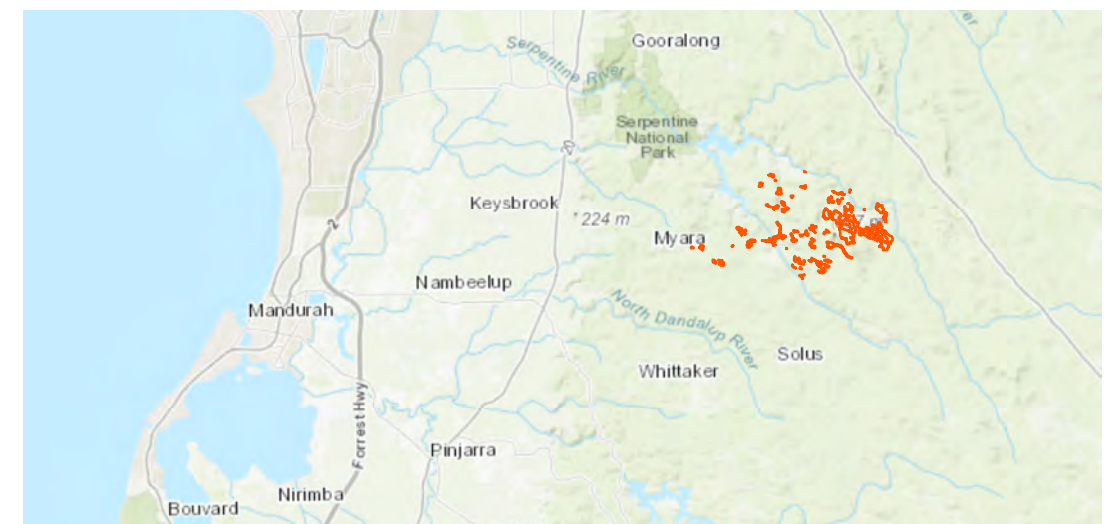 Gooralong
Serpentine River
Serpentine
National
Park
20
Keysbrook
224 m
7 m
Myara
2
Nambeelup
Mandurah
North Dandalup River
Solus
Whittaker
Forrest Hwy
Pinjarra
Nirimba
Bouvard